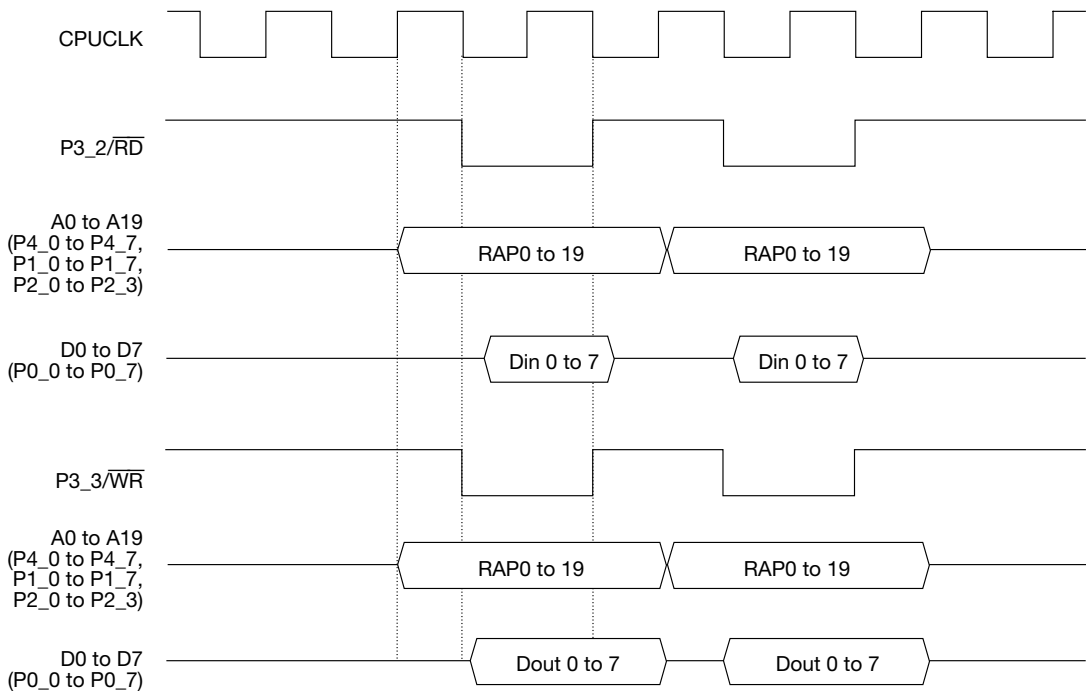 CPUCLK
P3_2/RD
A0 to A19
(P4_0 to P4_7,
P1_0 to P1_7,
P2_0 to P2_3)
RAP0 to 19
RAP0 to 19
D0 to D7
(P0_0 to P0_7)
Din 0 to 7
Din 0 to 7
P3_3/WR
A0 to A19
(P4_0 to P4_7,
P1_0 to P1_7,
P2_0 to P2_3)
RAP0 to 19
RAP0 to 19
D0 to D7
(P0_0 to P0_7)
Dout 0 to 7
Dout 0 to 7